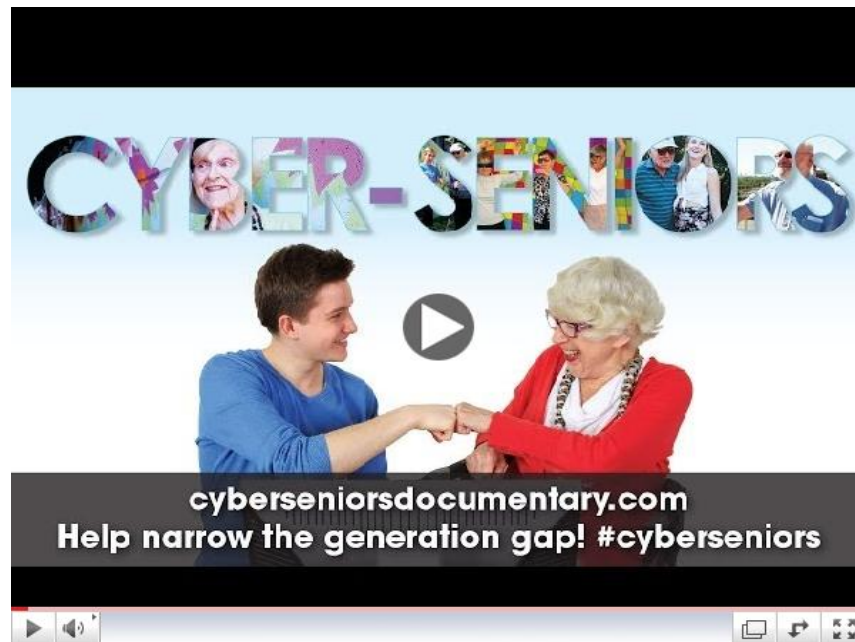 CYBER-SENIORS
cyberseniorsdocumentary.com
Help narrow the generation gap! #cyberseniors